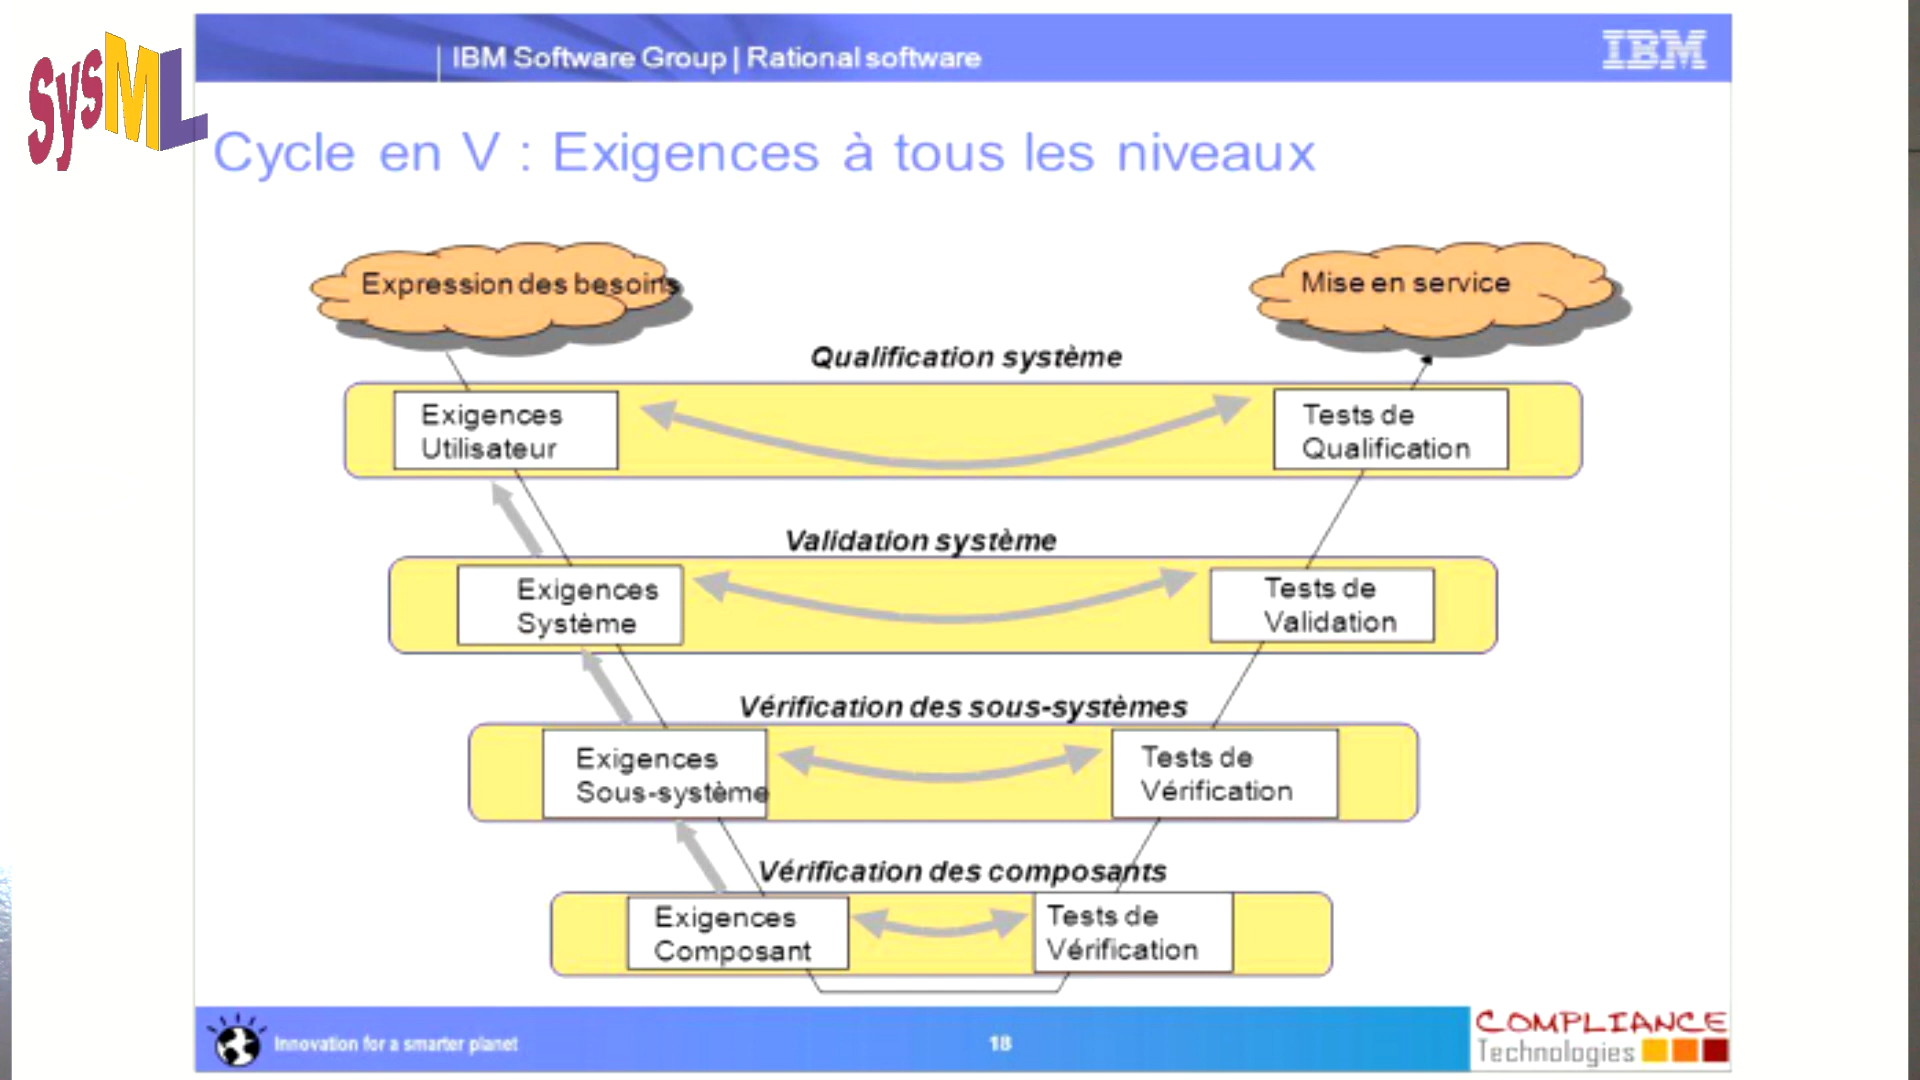 SysML
IBM Software Group | Rational software
IBM
Cycle en V : Exigences à tous les niveaux
Expression des besoins
Mise en service
Qualification système
Exigences
Utilisateur
Tests de
Qualification
Validation système
Exigences
Système
Tests de
Validation
Vérification des sous-systèmes
Exigences
Sous-système
Tests de
Vérification
Vérification des composants
Exigences
Composant
Tests de
Vérification
Innovation for a smarter planet
18
COMPLIANCE
Technologies